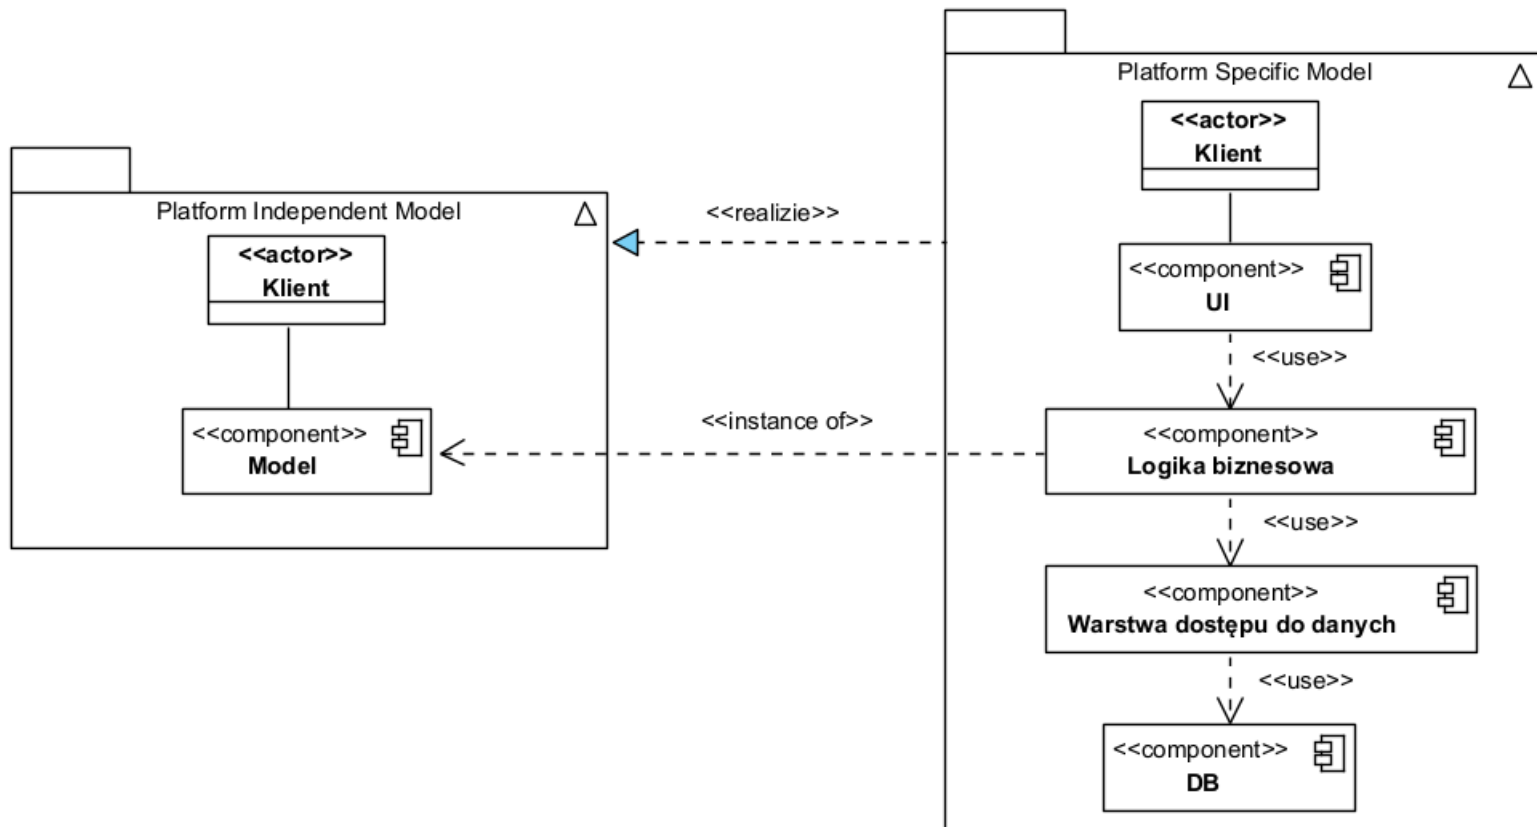 Platform Independent Model
<<actor>>
Klient
<<component>>
Model
<<realizie>>
<<instance of>>
Platform Specific Model
<<actor>>
Klient
<<component>>
UI
<<use>>
<<component>>
Logika biznesowa
<<use>>
<<component>>
Warstwa dostępu do danych
<<use>>
<<component>>
DB